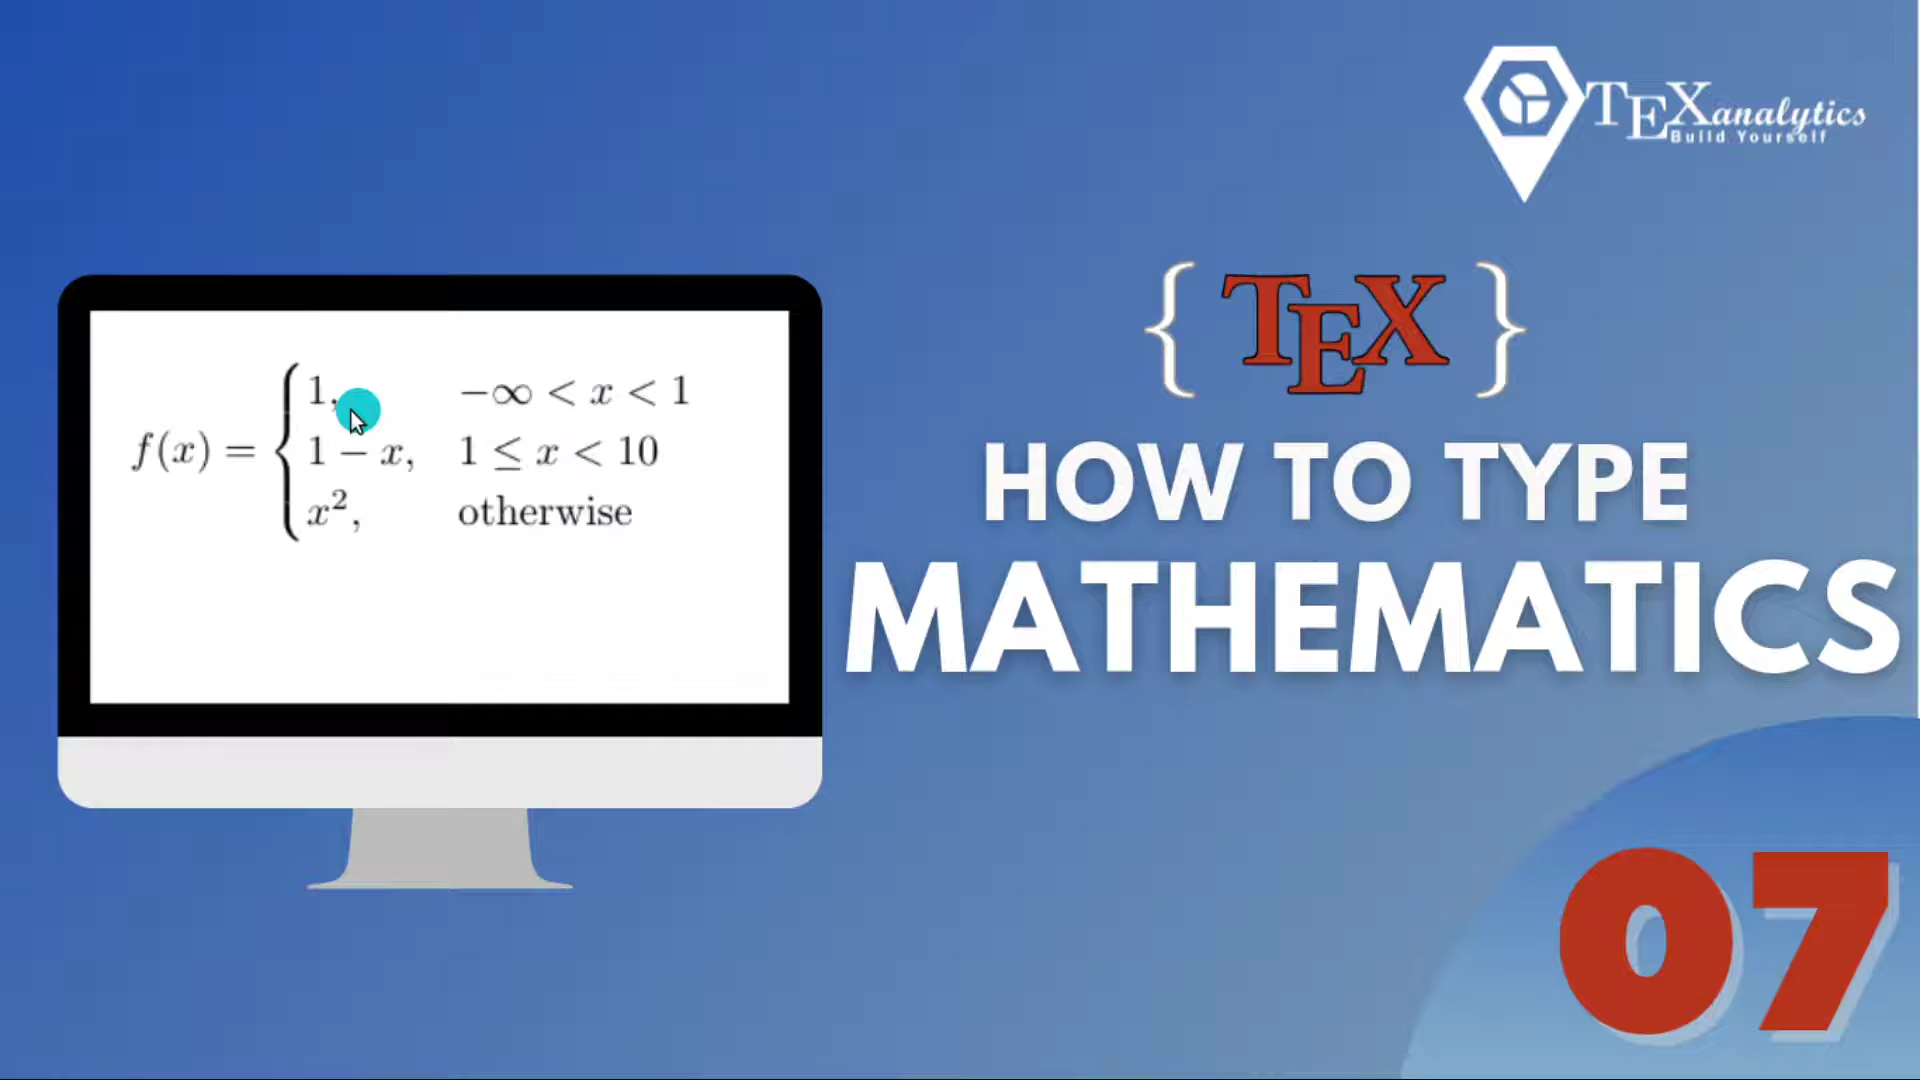 TEXanalytics
Build Yourself
{ TEX }
HOW TO TYPE
MATHEMATICS
f(x) = { 1, −∞ < x < 1
1 − x, 1 ≤ x < 10
x², otherwise
07